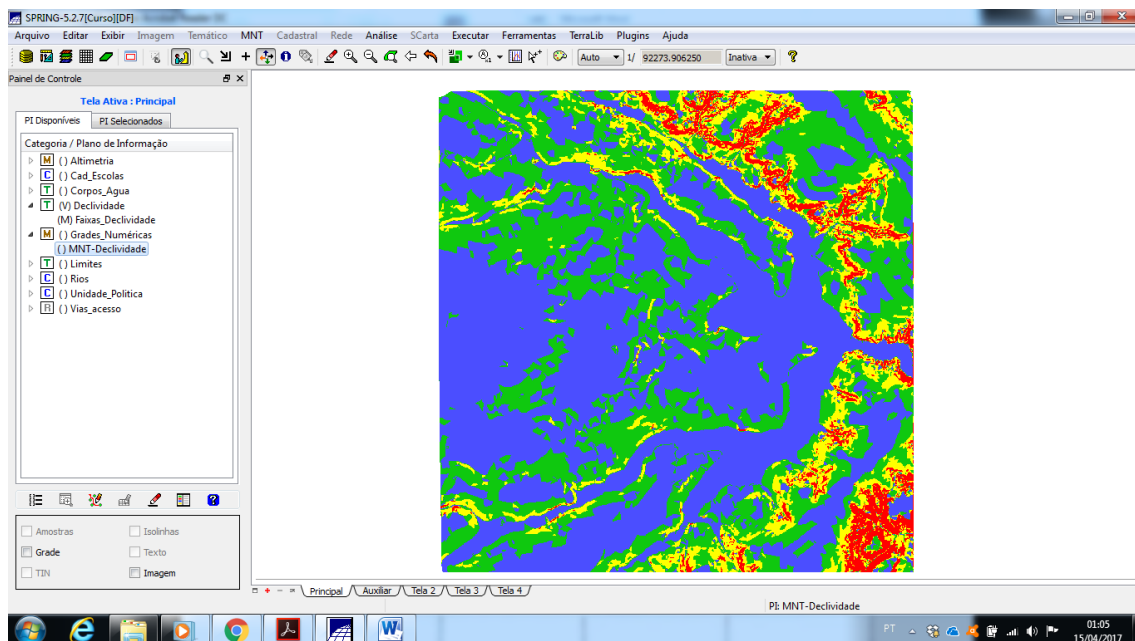 SPRING-5.2.7[Curso][DF]
Arquivo Editar Exibir Imagem Temático MNT Cadastral Rede Análise SCarta Executar Ferramentas TerraLib Plugins Ajuda
Auto 1/ 92273.906250 Inativa
Painel de Controle
Tela Ativa : Principal
PI Disponíveis PI Selecionados
Categoria / Plano de Informação
M () Altimetria
C () Cad_Escolas
T () Corpos_Agua
T (V) Declividade
(M) Faixas_Declividade
M () Grades_Numéricas
() MNT-Declividade
T () Limites
C () Rios
C () Unidade_Politica
R () Vias_acesso
Amostras Isolinhas
Grade Texto
TIN Imagem
Principal Auxiliar Tela 2 Tela 3 Tela 4
PI: MNT-Declividade
PT 01:05
15/04/2017